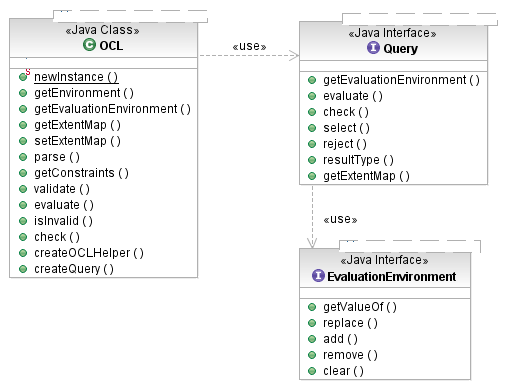 «Java Class»
C OCL
s newInstance ( )
getEnvironment ( )
getEvaluationEnvironment ( )
getExtentMap ( )
setExtentMap ( )
parse ( )
getConstraints ( )
validate ( )
evaluate ( )
isInvalid ( )
check ( )
createOCLHelper ( )
createQuery ( )
«use»
«Java Interface»
I Query
getEvaluationEnvironment ( )
evaluate ( )
check ( )
select ( )
reject ( )
resultType ( )
getExtentMap ( )
«use»
«Java Interface»
I EvaluationEnvironment
getValueOf ( )
replace ( )
add ( )
remove ( )
clear ( )